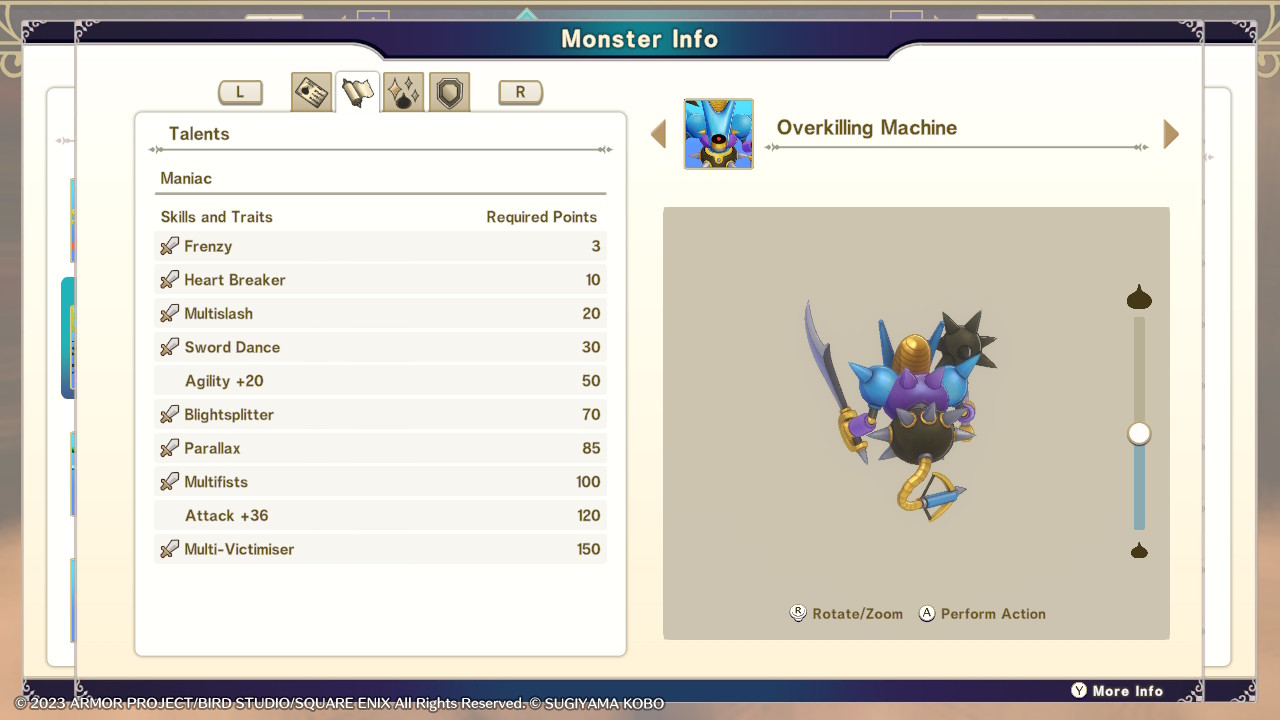 Monster Info
L
R
Talents
Maniac
Skills and Traits Required Points
Frenzy 3
Heart Breaker 10
Multislash 20
Sword Dance 30
Agility +20 50
Blightsplitter 70
Parallax 85
Multifists 100
Attack +36 120
Multi-Victimiser 150
Overkilling Machine
R Rotate/Zoom A Perform Action
Y More Info
© 2023 ARMOR PROJECT/BIRD STUDIO/SQUARE ENIX All Rights Reserved. © SUGIYAMA KOBO